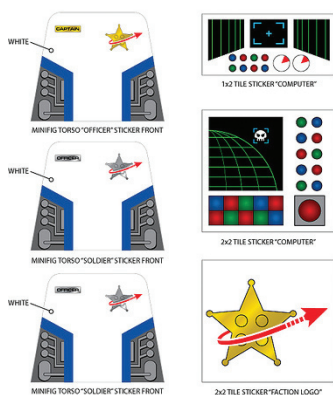 CAPTAIN
WHITE
MINIFIG TORSO "OFFICER" STICKER FRONT
OFFICER
MINIFIG TORSO "SOLDIER" STICKER FRONT
OFFICER
WHITE
MINIFIG TORSO "SOLDIER" STICKER FRONT
1x2 TILE STICKER "COMPUTER"
2x2 TILE STICKER "COMPUTER"
2x2 TILE STICKER "FACTION LOGO"